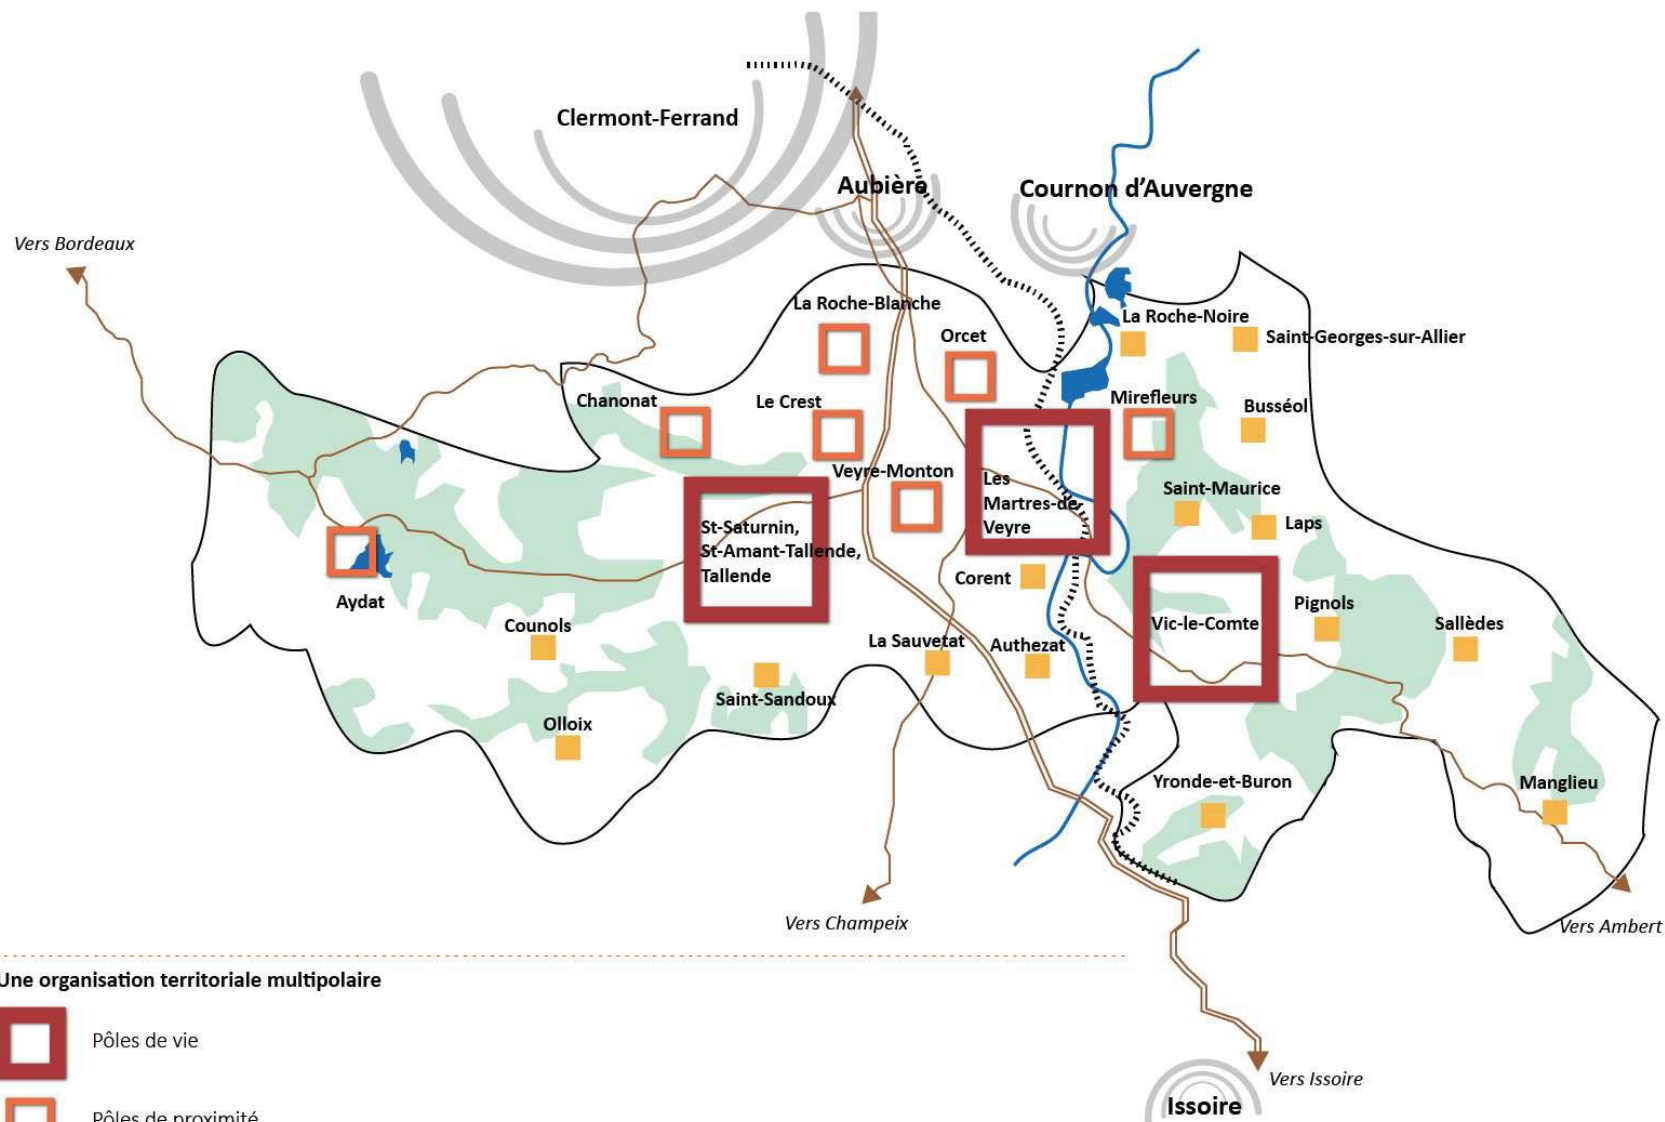 Clermont-Ferrand
Aubière
Cournon d'Auvergne
Vers Bordeaux
La Roche-Blanche
Orcet
La Roche-Noire
Saint-Georges-sur-Allier
Chanonat
Le Crest
Mirefleurs
Busséol
Veyre-Monton
Les
Martres-de
Veyre
Saint-Maurice
Laps
St-Saturnin,
St-Amant-Tallende,
Tallende
Aydat
Corent
Counols
La Sauvetat
Authezat
Vic-le-Comte
Pignols
Sallèdes
Saint-Sandoux
Olloix
Yronde-et-Buron
Manglieu
Vers Champeix
Vers Ambert
Une organisation territoriale multipolaire
Pôles de vie
Pôles de proximité
Vers Issoire
Issoire